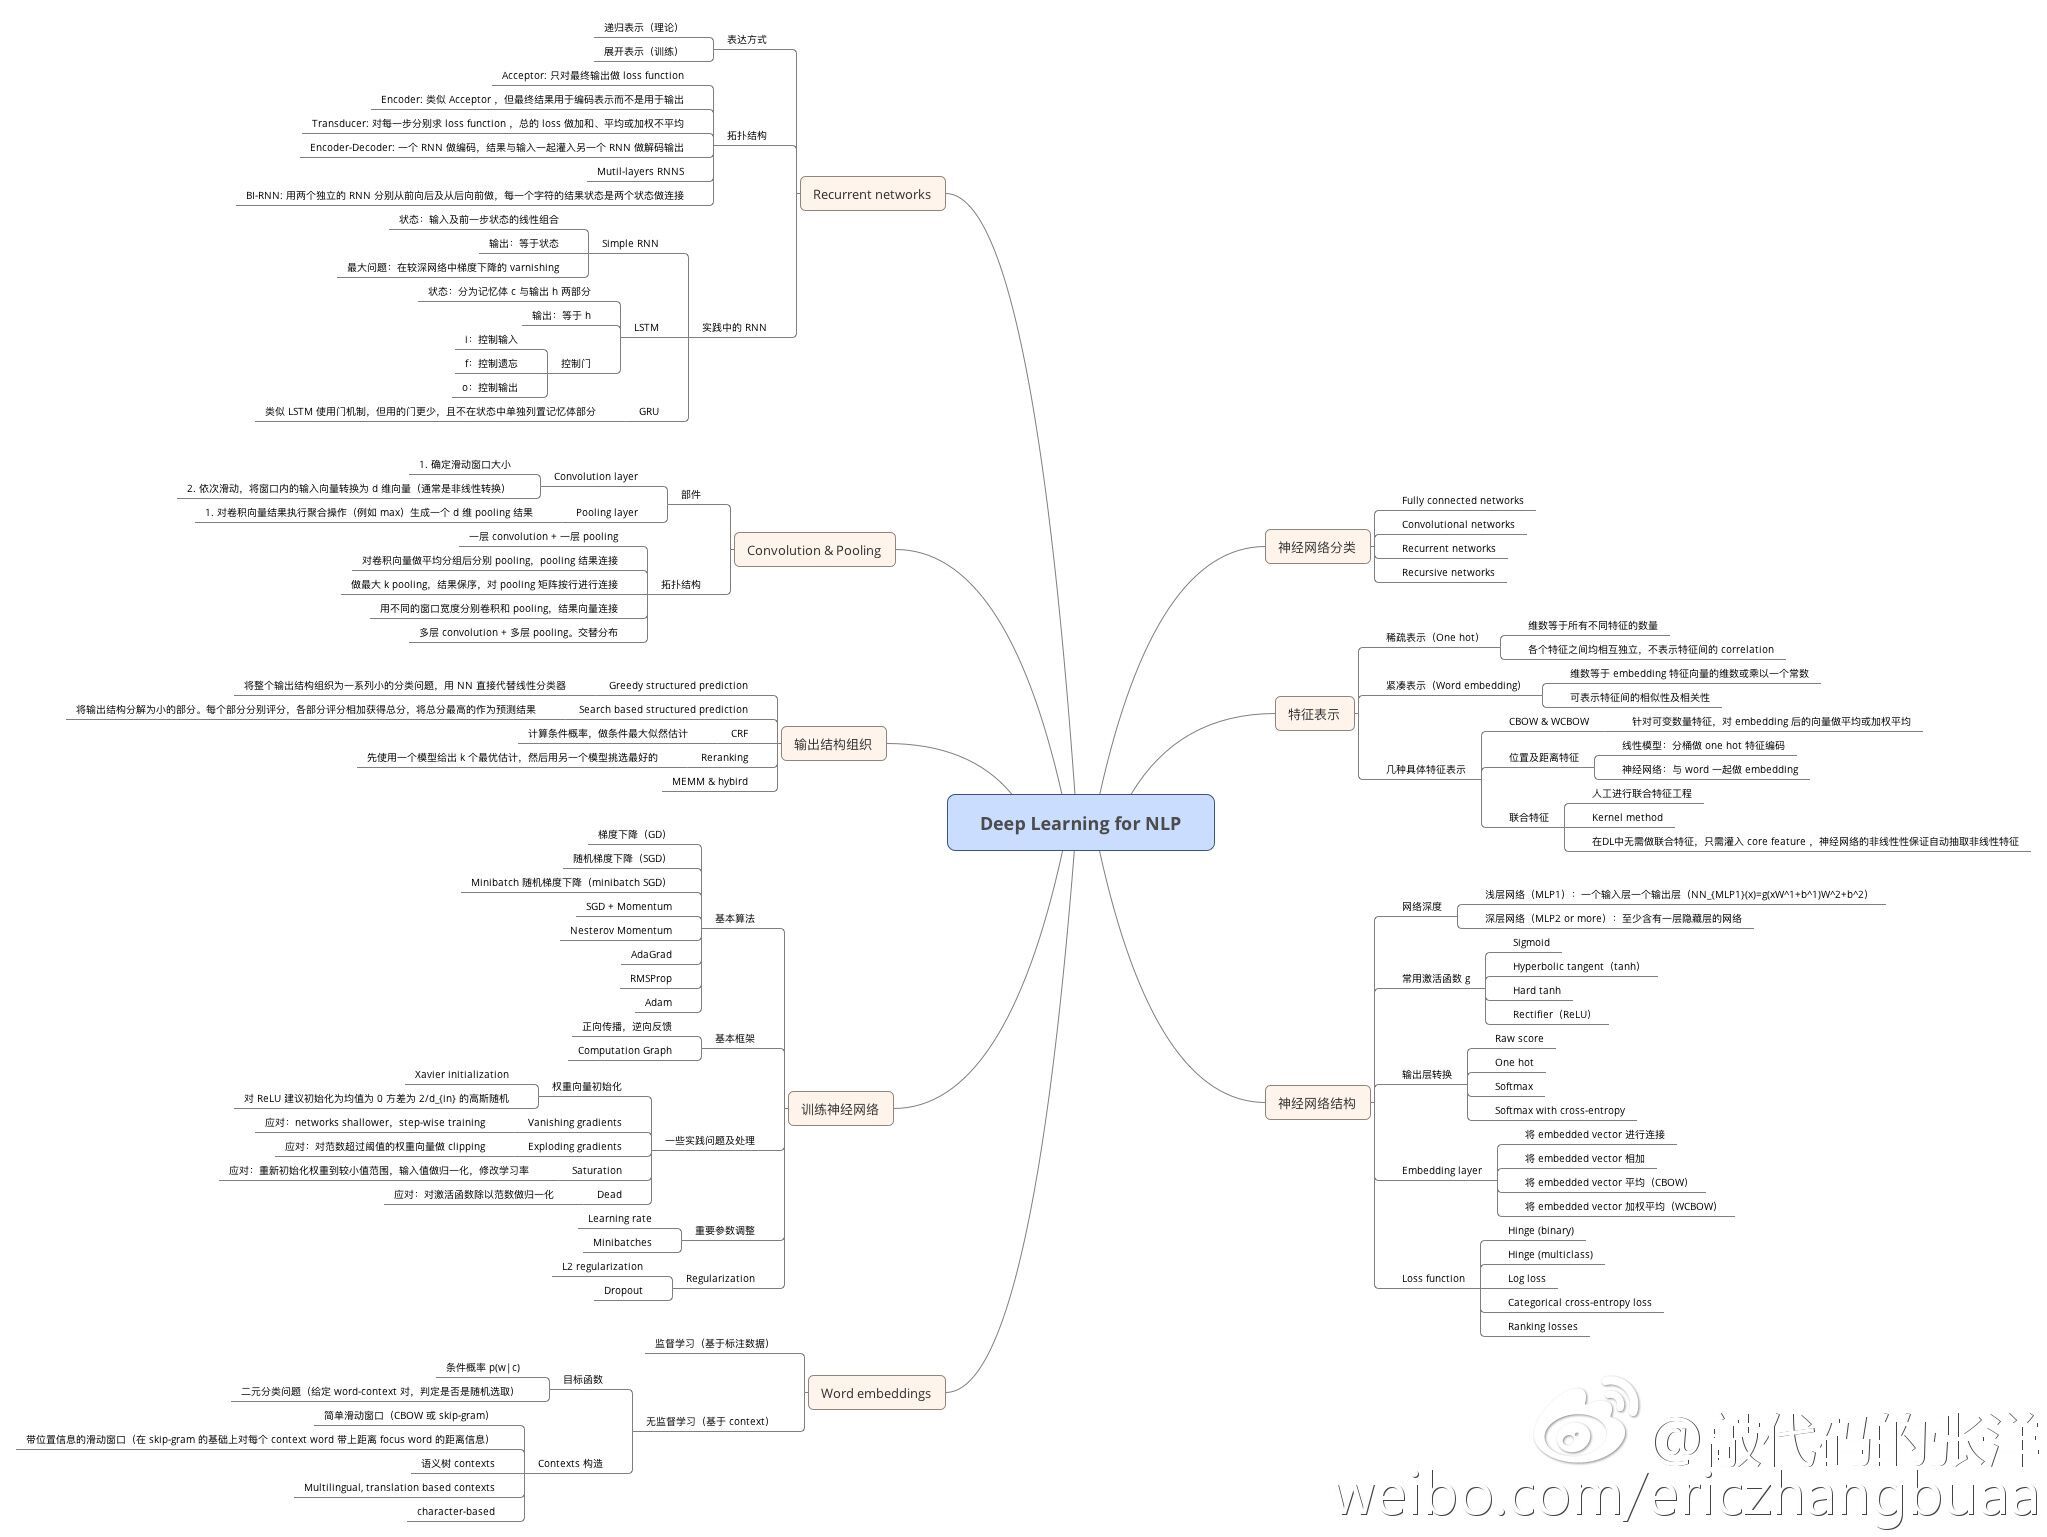 Deep Learning for NLP
神经网络分类
Fully connected networks
Convolutional networks
Recurrent networks
Recursive networks
特征表示
稀疏表示（One hot）
维数等于所有不同特征的数量
各个特征之间均相互独立，不表示特征间的 correlation
紧凑表示（Word embedding）
维数等于 embedding 特征向量的维数或乘以一个常数
可表示特征间的相似性及相关性
几种具体特征表示
CBOW & WCBOW
针对可变数量特征，对 embedding 后的向量做平均或加权平均
位置及距离特征
线性模型：分桶做 one hot 特征编码
神经网络：与 word 一起做 embedding
联合特征
人工进行联合特征工程
Kernel method
在DL中无需做联合特征，只需灌入 core feature ，神经网络的非线性性保证自动抽取非线性特征
神经网络结构
网络深度
浅层网络（MLP1）：一个输入层一个输出层（NN_{MLP1}(x)=g(xW^1+b^1)W^2+b^2）
深层网络（MLP2 or more）：至少含有一层隐藏层的网络
常用激活函数 g
Sigmoid
Hyperbolic tangent（tanh）
Hard tanh
Rectifier（ReLU）
输出层转换
Raw score
One hot
Softmax
Softmax with cross-entropy
Embedding layer
将 embedded vector 进行连接
将 embedded vector 相加
将 embedded vector 平均（CBOW）
将 embedded vector 加权平均（WCBOW）
Loss function
Hinge (binary)
Hinge (multiclass)
Log loss
Categorical cross-entropy loss
Ranking losses
Recurrent networks
表达方式
递归表示（理论）
展开表示（训练）
拓扑结构
Acceptor: 只对最终输出做 loss function
Encoder: 类似 Acceptor ，但最终结果用于编码表示而不是用于输出
Transducer: 对每一步分别求 loss function ，总的 loss 做加和、平均或加权不平均
Encoder-Decoder: 一个 RNN 做编码，结果与输入一起灌入另一个 RNN 做解码输出
Mutil-layers RNNS
BI-RNN: 用两个独立的 RNN 分别从前向后及从后向前做，每一个字符的结果状态是两个状态做连接
实践中的 RNN
Simple RNN
状态：输入及前一步状态的线性组合
输出：等于状态
最大问题：在较深网络中梯度下降的 varnishing
LSTM
状态：分为记忆体 c 与输出 h 两部分
输出：等于 h
控制门
i：控制输入
f：控制遗忘
o：控制输出
GRU
类似 LSTM 使用门机制，但用的门更少，且不在状态中单独列置记忆体部分
Convolution & Pooling
部件
Convolution layer
1. 确定滑动窗口大小
2. 依次滑动，将窗口内的输入向量转换为 d 维向量（通常是非线性转换）
Pooling layer
1. 对卷积向量结果执行聚合操作（例如 max）生成一个 d 维 pooling 结果
拓扑结构
一层 convolution + 一层 pooling
对卷积向量做平均分组后分别 pooling，pooling 结果连接
做最大 k pooling，结果保序，对 pooling 矩阵按行进行连接
用不同的窗口宽度分别卷积和 pooling，结果向量连接
多层 convolution + 多层 pooling。交替分布
输出结构组织
Greedy structured prediction
将整个输出结构组织为一系列小的分类问题，用 NN 直接代替线性分类器
Search based structured prediction
将输出结构分解为小的部分。每个部分分别评分，各部分评分相加获得总分，将总分最高的作为预测结果
CRF
计算条件概率，做条件最大似然估计
Reranking
先使用一个模型给出 k 个最优估计，然后用另一个模型挑选最好的
MEMM & hybird
训练神经网络
基本算法
梯度下降（GD）
随机梯度下降（SGD）
Minibatch 随机梯度下降（minibatch SGD）
SGD + Momentum
Nesterov Momentum
AdaGrad
RMSProp
Adam
基本框架
正向传播，逆向反馈
Computation Graph
一些实践问题及处理
权重向量初始化
Xavier initialization
对 ReLU 建议初始化为均值为 0 方差为 2/d_{in} 的高斯随机
Vanishing gradients
应对：networks shallower，step-wise training
Exploding gradients
应对：对范数超过阈值的权重向量做 clipping
Saturation
应对：重新初始化权重到较小值范围，输入值做归一化，修改学习率
Dead
应对：对激活函数除以范数做归一化
重要参数调整
Learning rate
Minibatches
Regularization
L2 regularization
Dropout
Word embeddings
监督学习（基于标注数据）
无监督学习（基于 context）
目标函数
条件概率 p(w|c)
二元分类问题（给定 word-context 对，判定是否是随机选取）
Contexts 构造
简单滑动窗口（CBOW 或 skip-gram）
带位置信息的滑动窗口（在 skip-gram 的基础上对每个 context word 带上距离 focus word 的距离信息）
语义树 contexts
Multilingual, translation based contexts
character-based
@敲代码的张洋
weibo.com/ericzhangbuaa